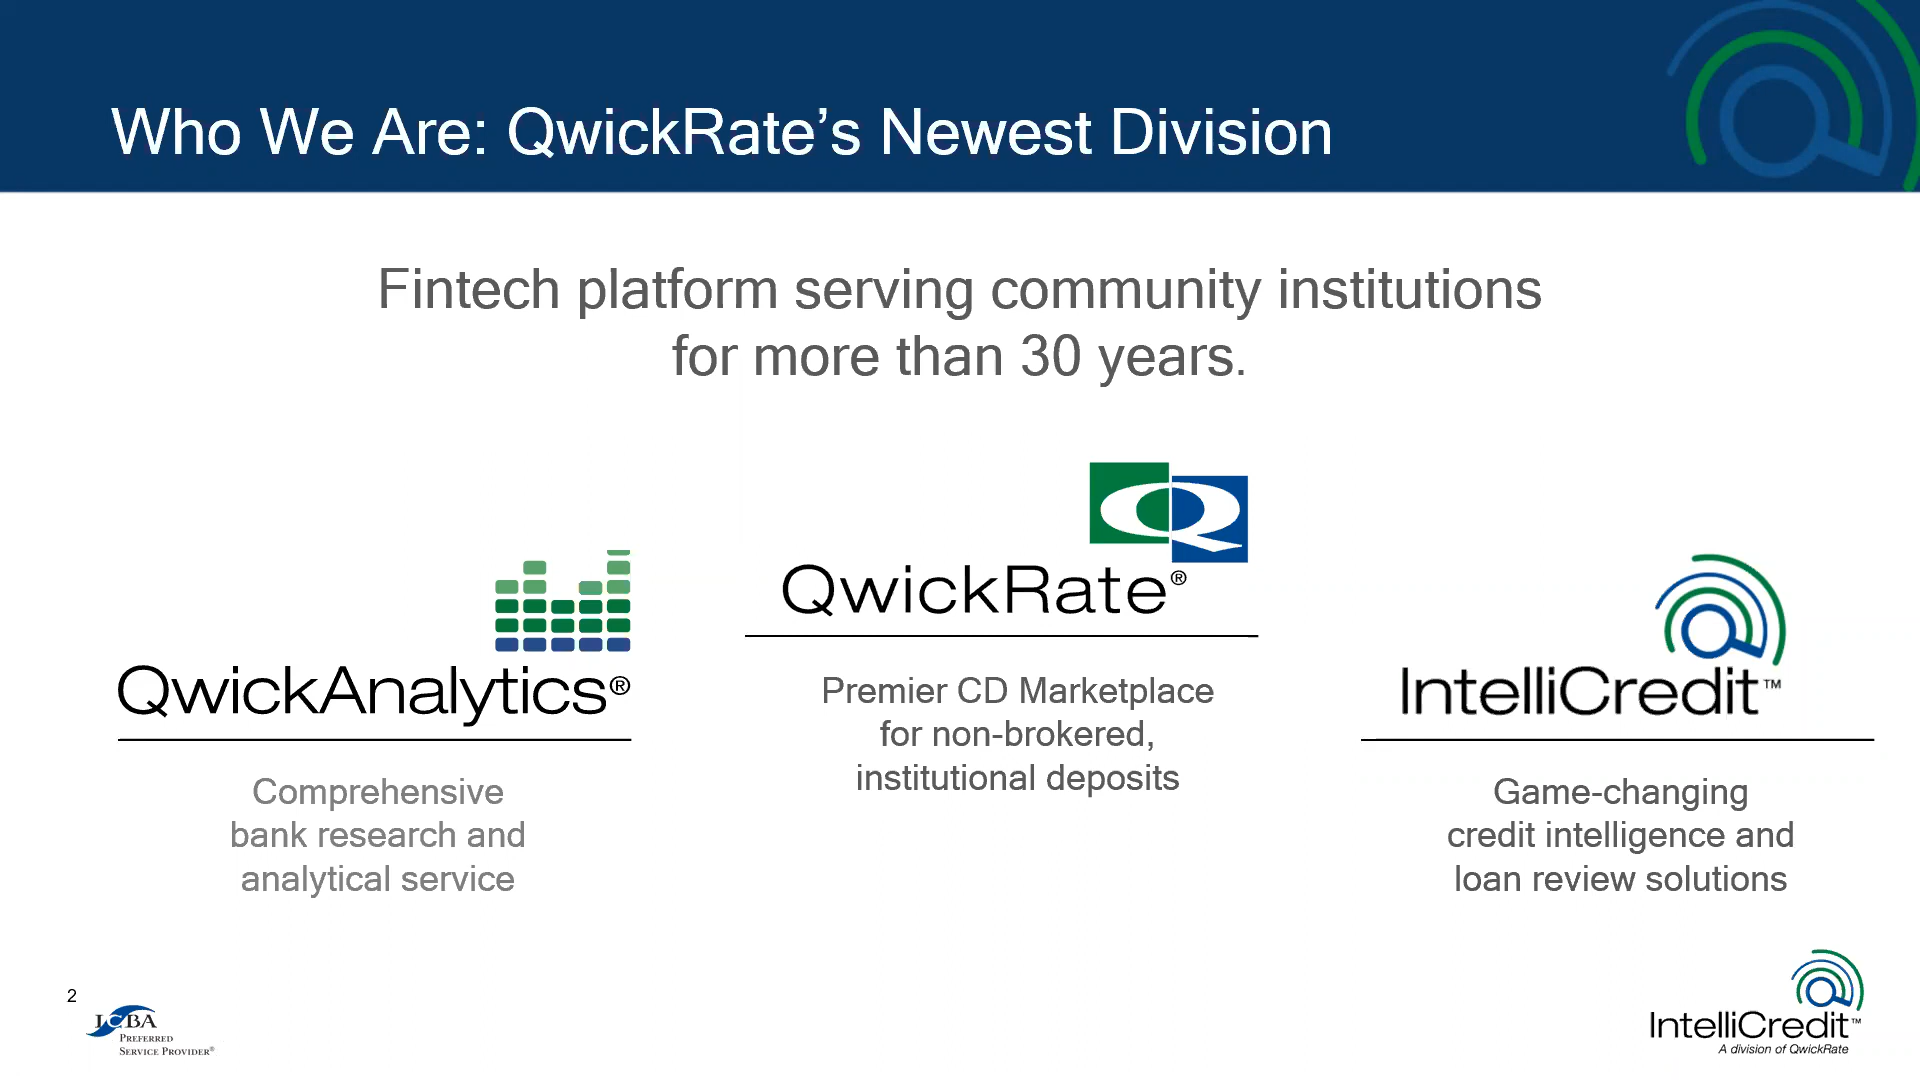 Who We Are: QwickRate’s Newest Division
Fintech platform serving community institutions
for more than 30 years.
QwickAnalytics®
Comprehensive
bank research and
analytical service
QwickRate®
Premier CD Marketplace
for non-brokered,
institutional deposits
IntelliCredit™
Game-changing
credit intelligence and
loan review solutions
2
ICBA
PREFERRED
SERVICE PROVIDER®
IntelliCredit™
A division of QwickRate